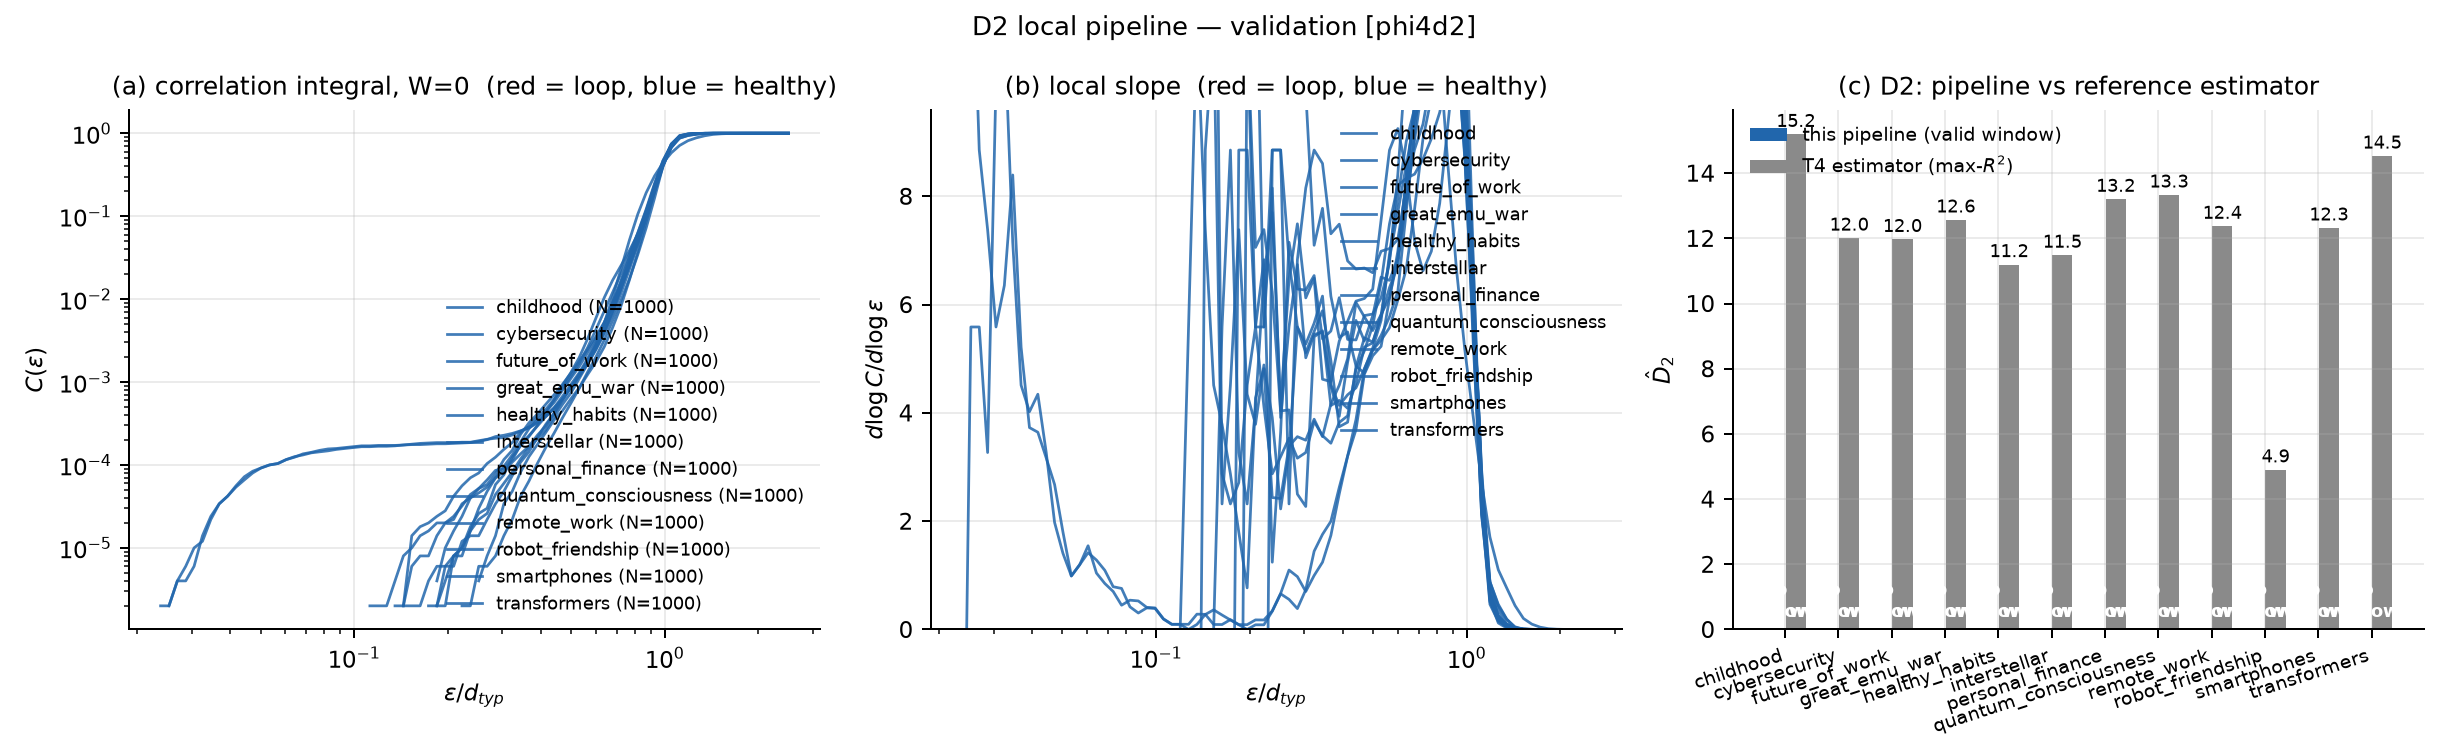 D2 local pipeline — validation [phi4d2]
(a) correlation integral, W=0  (red = loop, blue = healthy)
10⁰
10⁻¹
10⁻²
10⁻³
10⁻⁴
10⁻⁵
C(ε)
childhood (N=1000)
cybersecurity (N=1000)
future_of_work (N=1000)
great_emu_war (N=1000)
healthy_habits (N=1000)
interstellar (N=1000)
personal_finance (N=1000)
quantum_consciousness (N=1000)
remote_work (N=1000)
robot_friendship (N=1000)
smartphones (N=1000)
transformers (N=1000)
10⁻¹ 10⁰
ε/d_typ
(b) local slope  (red = loop, blue = healthy)
8
6
4
2
0
d log C/d log ε
childhood
cybersecurity
future_of_work
great_emu_war
healthy_habits
interstellar
personal_finance
quantum_consciousness
remote_work
robot_friendship
smartphones
transformers
10⁻¹ 10⁰
ε/d_typ
(c) D2: pipeline vs reference estimator
this pipeline (valid window)
T4 estimator (max-R²)
14
12
10
8
6
4
2
0
D̂₂
15.2 12.0 12.0 12.6 11.2 11.5 13.2 13.3 12.4 4.9 12.3 14.5
childhood
cybersecurity
future_of_work
great_emu_war
healthy_habits
interstellar
personal_finance
quantum_consciousness
remote_work
robot_friendship
smartphones
transformers